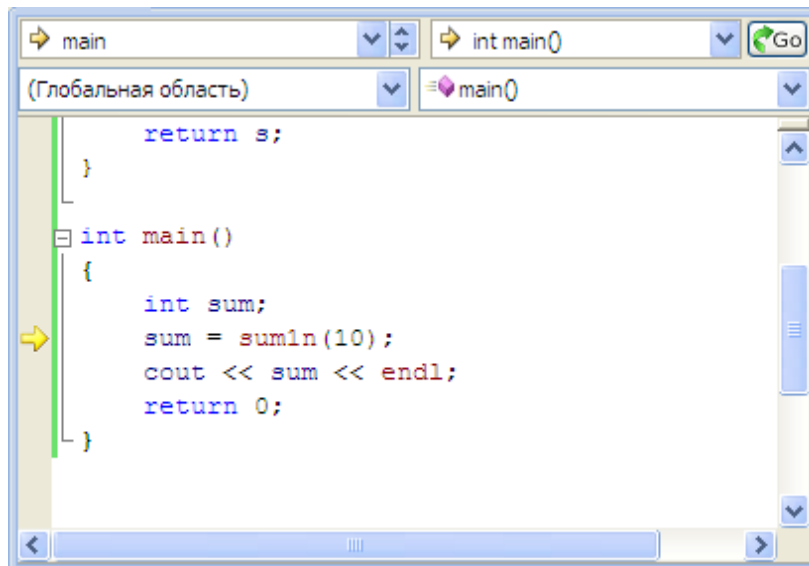 main int main() Go
(Глобальная область) main()
return s;
}
int main()
{
int sum;
sum = sum1n(10);
cout << sum << endl;
return 0;
}